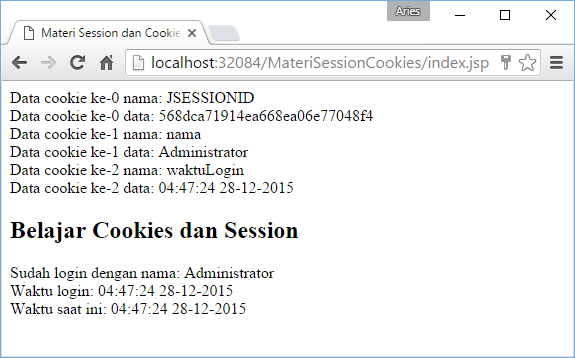 Aries
Materi Session dan Cookie
localhost:32084/MateriSessionCookies/index.jsp
Data cookie ke-0 nama: JSESSIONID
Data cookie ke-0 data: 568dca71914ea668ea06e77048f4
Data cookie ke-1 nama: nama
Data cookie ke-1 data: Administrator
Data cookie ke-2 nama: waktuLogin
Data cookie ke-2 data: 04:47:24 28-12-2015
Belajar Cookies dan Session
Sudah login dengan nama: Administrator
Waktu login: 04:47:24 28-12-2015
Waktu saat ini: 04:47:24 28-12-2015